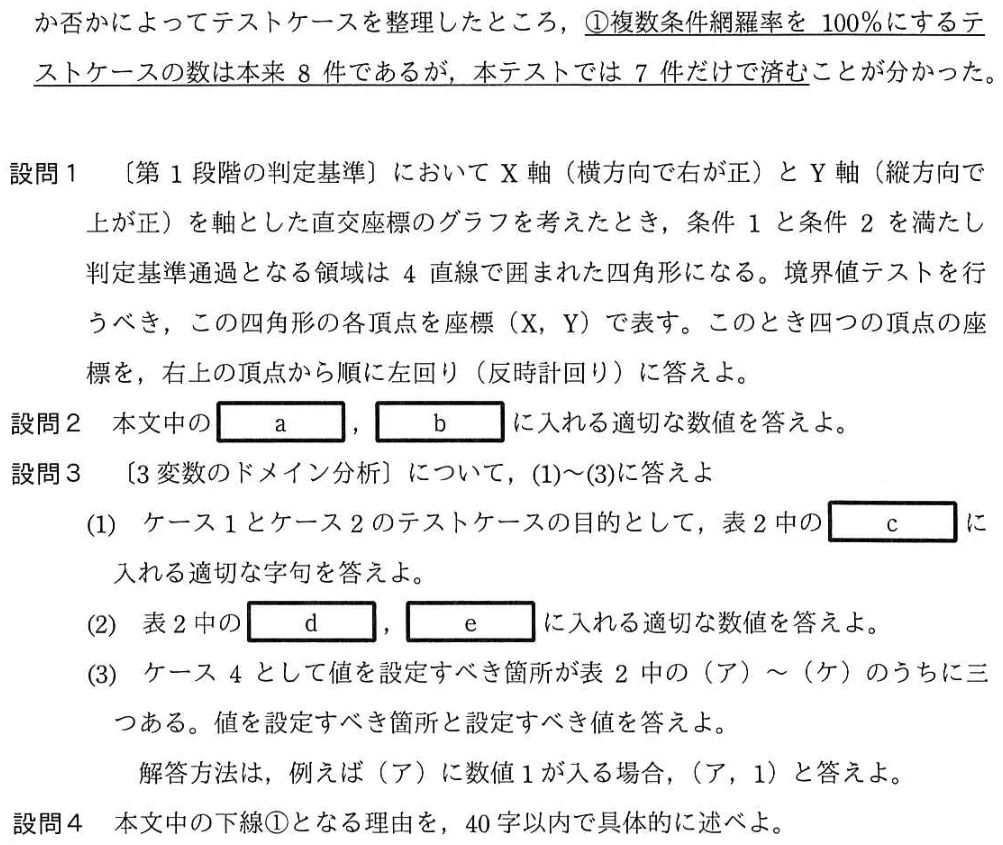 か否かによってテストケースを整理したところ，①複数条件網羅率を 100％にするテ
ストケースの数は本来 8 件であるが，本テストでは 7 件だけで済むことが分かった。
設問1 〔第 1 段階の判定基準〕において X 軸（横方向で右が正）と Y 軸（縦方向で
上が正）を軸とした直交座標のグラフを考えたとき，条件 1 と条件 2 を満たし
判定基準通過となる領域は 4 直線で囲まれた四角形になる。境界値テストを行
うべき，この四角形の各頂点を座標（X，Y）で表す。このとき四つの頂点の座
標を，右上の頂点から順に左回り（反時計回り）に答えよ。
設問2 本文中の a ， b に入れる適切な数値を答えよ。
設問3 〔3 変数のドメイン分析〕について，(1)～(3)に答えよ
(1) ケース 1 とケース 2 のテストケースの目的として，表 2 中の c に
入れる適切な字句を答えよ。
(2) 表 2 中の d ， e に入れる適切な数値を答えよ。
(3) ケース 4 として値を設定すべき箇所が表 2 中の（ア）～（ケ）のうちに三
つある。値を設定すべき箇所と設定すべき値を答えよ。
解答方法は，例えば（ア）に数値 1 が入る場合，（ア，1）と答えよ。
設問4 本文中の下線①となる理由を，40 字以内で具体的に述べよ。